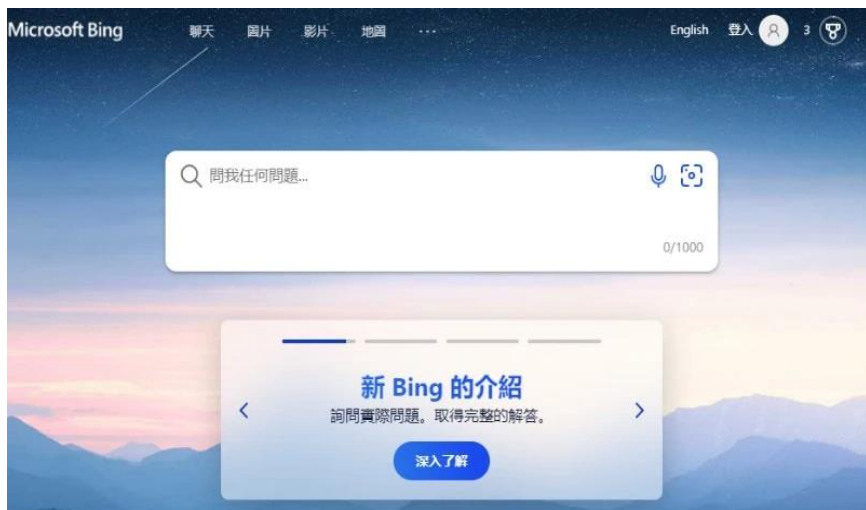 Microsoft Bing 聊天 圖片 影片 地圖 ... English 登入 3
問我任何問題...
0/1000
新 Bing 的介紹
詢問實際問題。取得完整的解答。
深入了解